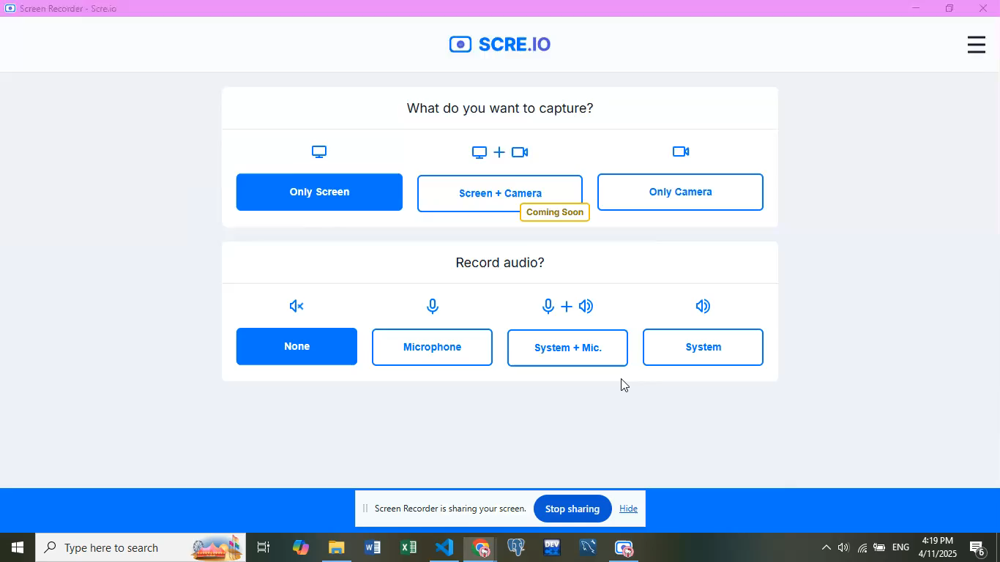 Screen Recorder - Scre.io
SCRE.IO
What do you want to capture?
Only Screen
Screen + Camera
Only Camera
Coming Soon
Record audio?
None
Microphone
System + Mic.
System
Screen Recorder is sharing your screen.
Stop sharing
Hide
Type here to search
W
X
DEV
ENG
4:19 PM
4/11/2025
6